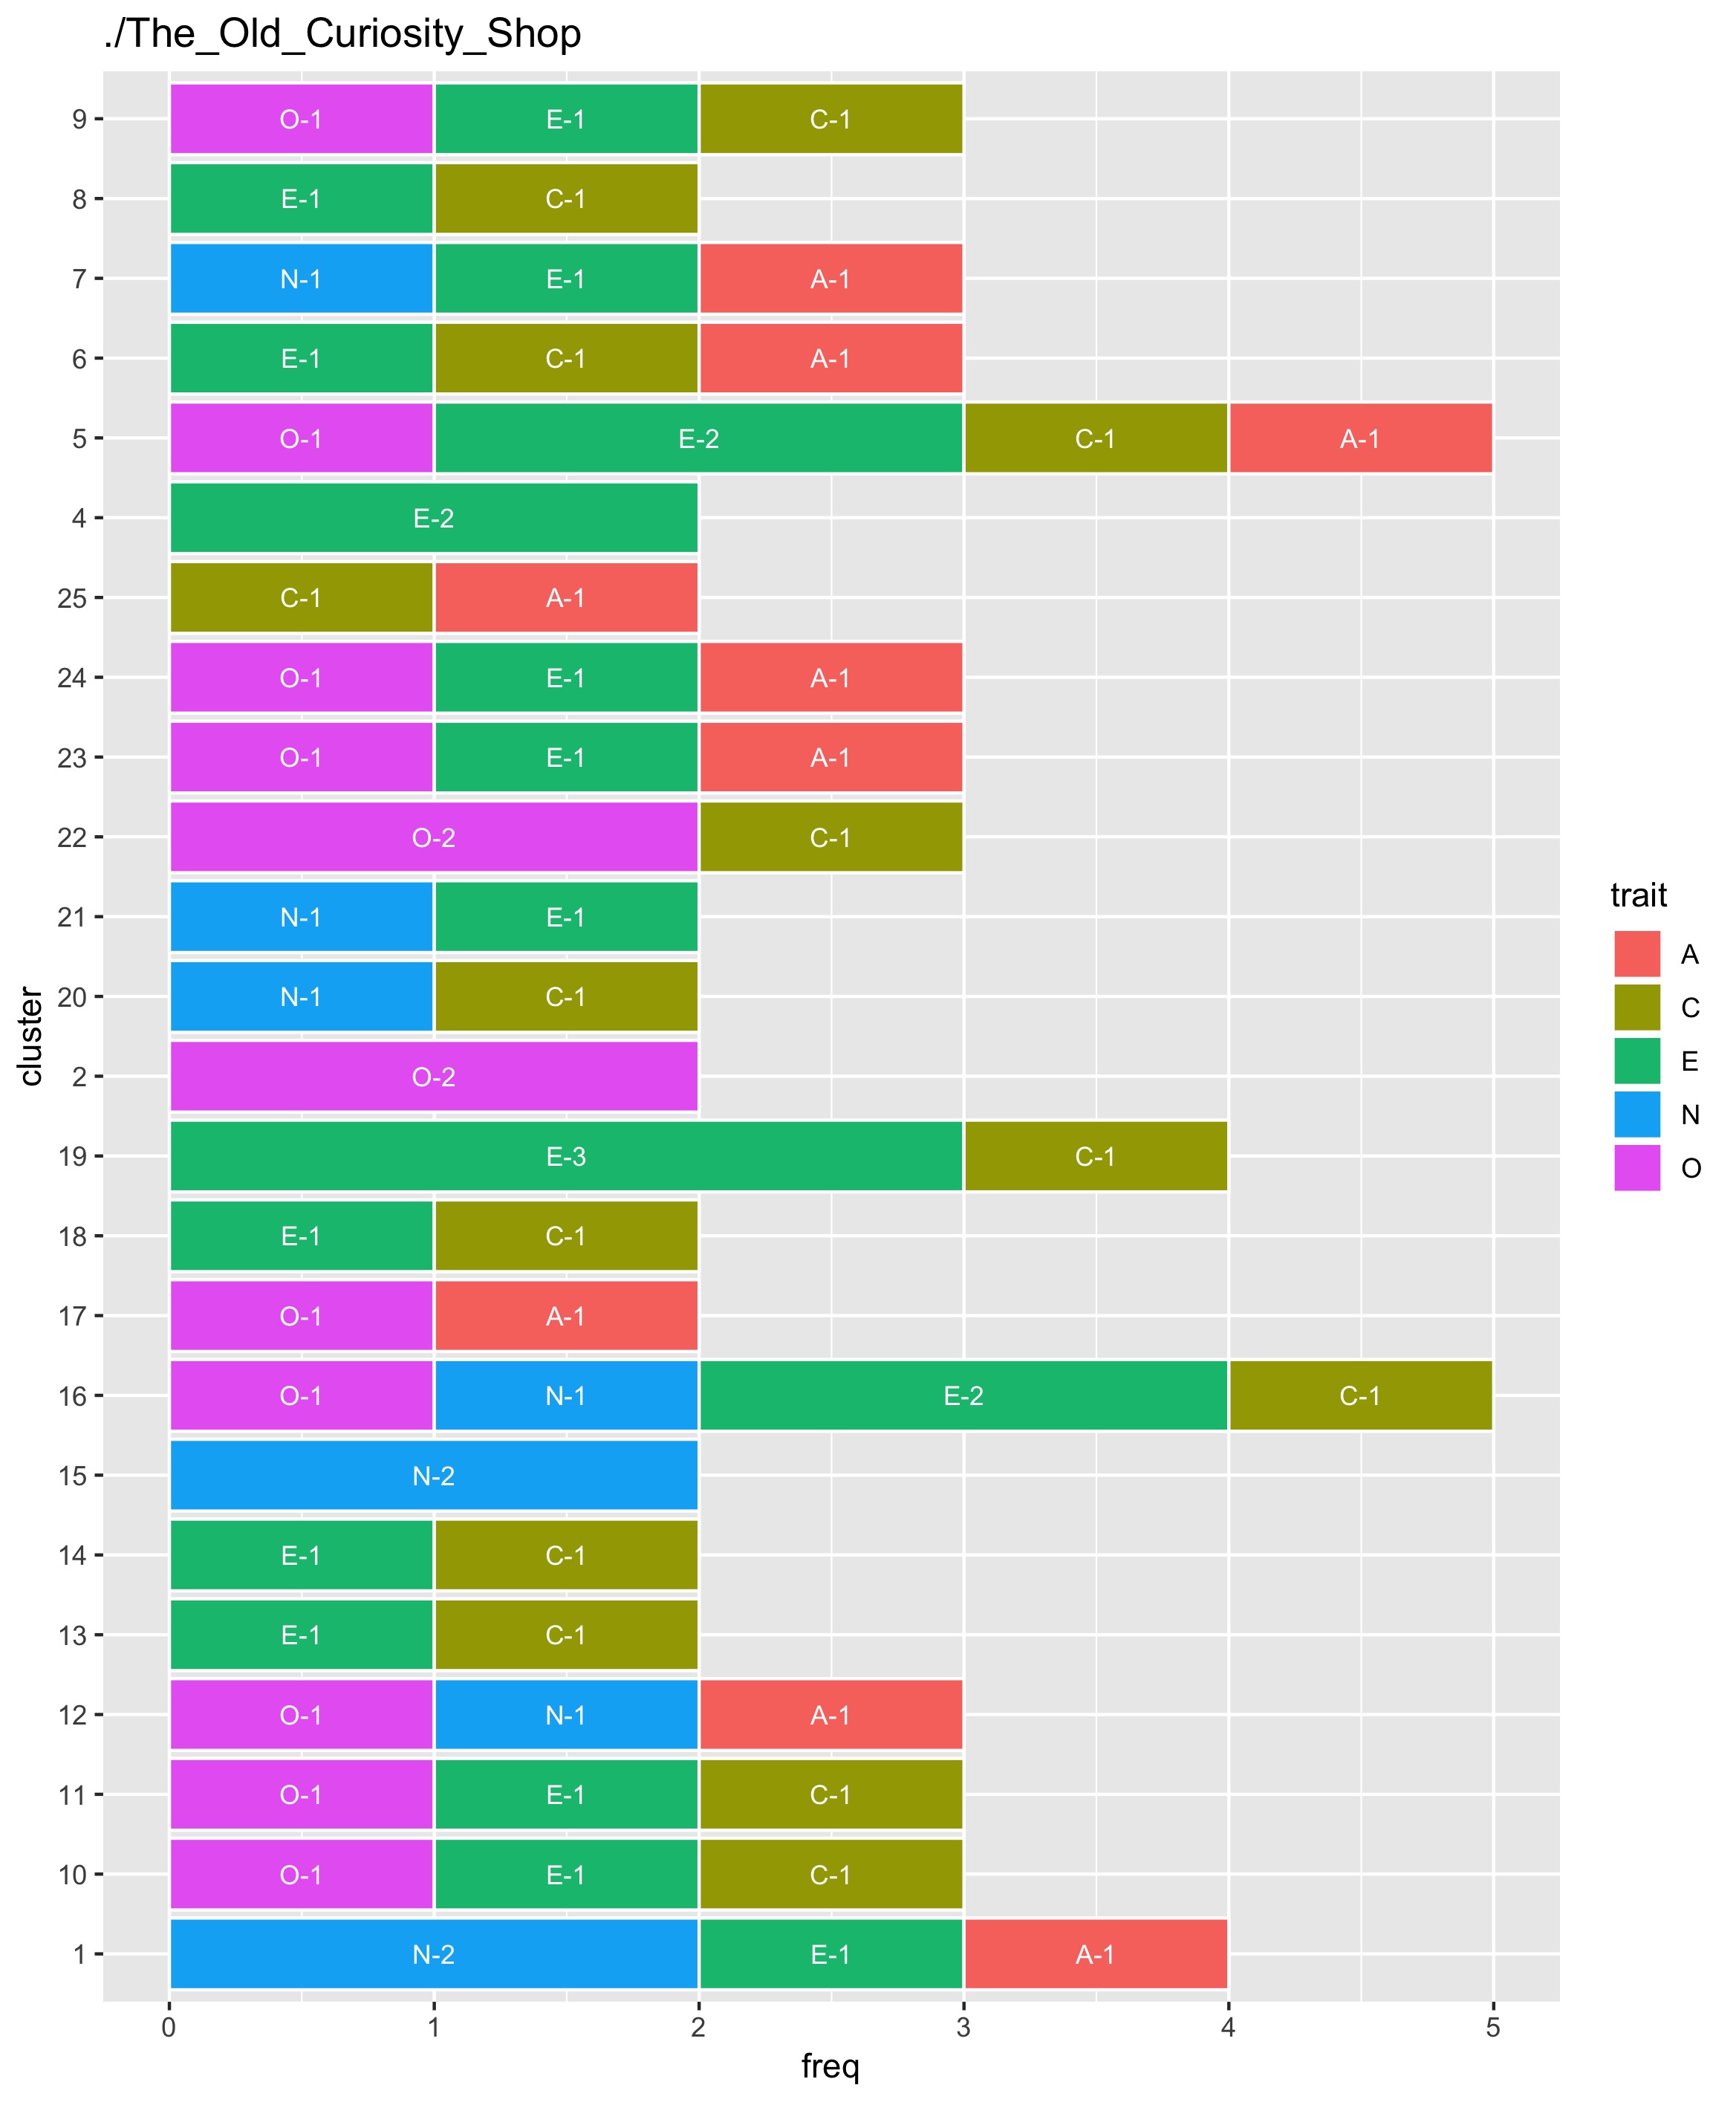 ./The_Old_Curiosity_Shop
9 O-1 E-1 C-1
8 E-1 C-1
7 N-1 E-1 A-1
6 E-1 C-1 A-1
5 O-1 E-2 C-1 A-1
4 E-2
25 C-1 A-1
24 O-1 E-1 A-1
23 O-1 E-1 A-1
22 O-2 C-1
21 N-1 E-1
20 N-1 C-1
2 O-2
19 E-3 C-1
18 E-1 C-1
17 O-1 A-1
16 O-1 N-1 E-2 C-1
15 N-2
14 E-1 C-1
13 E-1 C-1
12 O-1 N-1 A-1
11 O-1 E-1 C-1
10 O-1 E-1 C-1
1 N-2 E-1 A-1
0 1 2 3 4 5
freq
cluster
trait
A
C
E
N
O